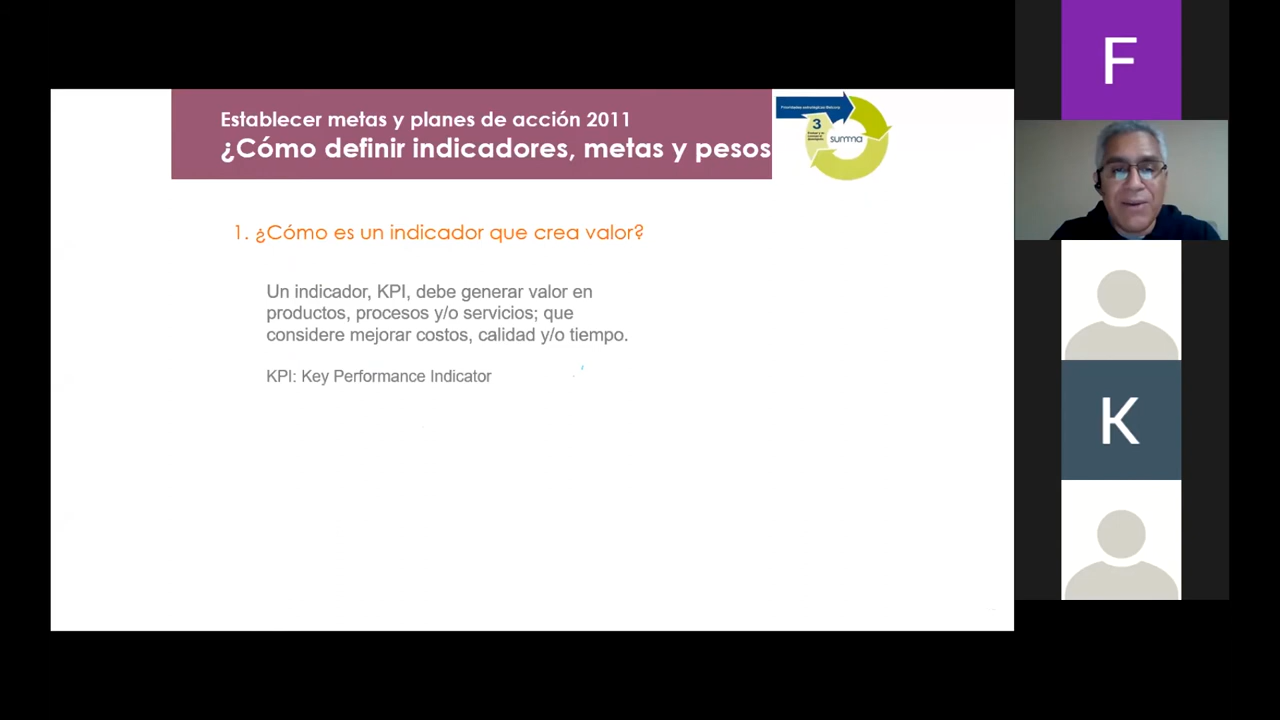 Establecer metas y planes de acción 2011
¿Cómo definir indicadores, metas y pesos
3
summa
1. ¿Cómo es un indicador que crea valor?
Un indicador, KPI, debe generar valor en
productos, procesos y/o servicios; que
considere mejorar costos, calidad y/o tiempo.
KPI: Key Performance Indicator
F
K